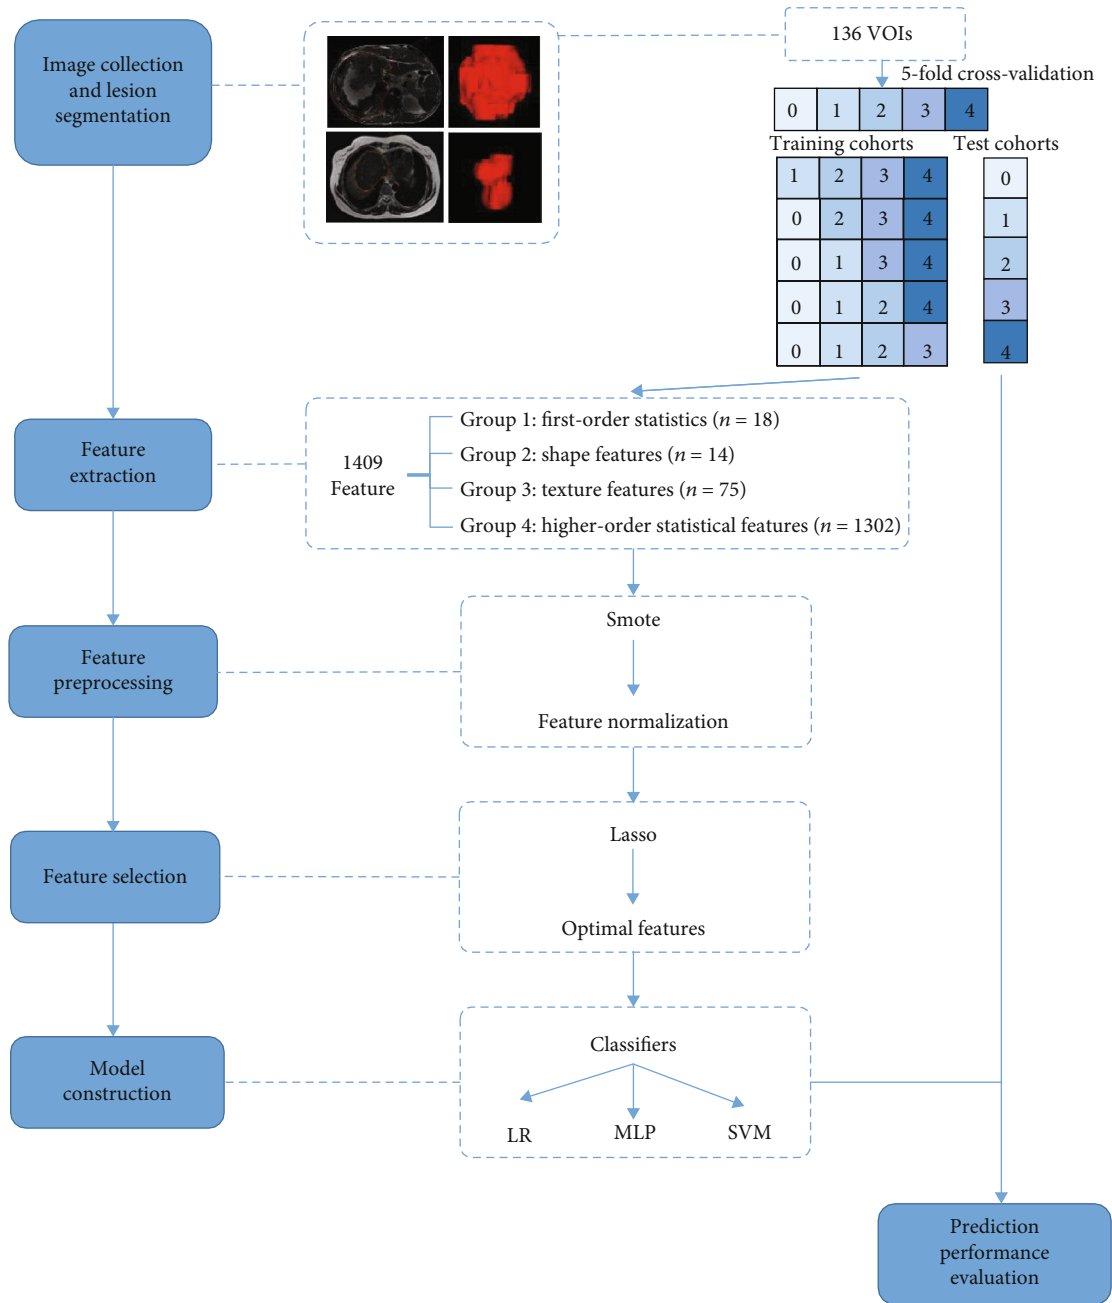 Image collection
and lesion
segmentation
136 VOIs
5-fold cross-validation
0 1 2 3 4
Training cohorts
Test cohorts
1 2 3 4
0
0 2 3 4
1
0 1 3 4
2
0 1 2 4
3
0 1 2 3
4
Feature
extraction
1409
Feature
Group 1: first-order statistics (n = 18)
Group 2: shape features (n = 14)
Group 3: texture features (n = 75)
Group 4: higher-order statistical features (n = 1302)
Feature
preprocessing
Smote
Feature normalization
Feature selection
Lasso
Optimal features
Model
construction
Classifiers
LR
MLP
SVM
Prediction
performance
evaluation